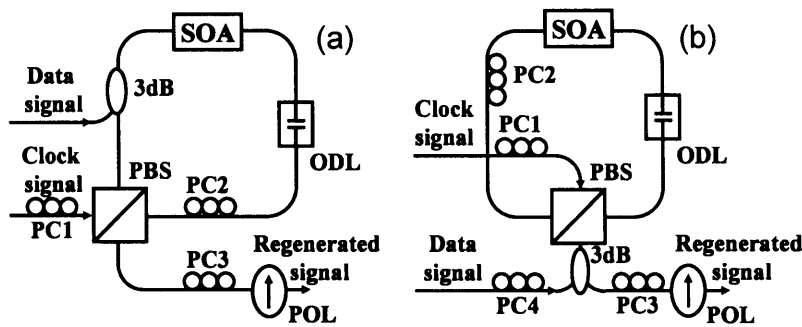 SOA
(a)
3dB
Data
signal
ODL
Clock
signal
PBS
PC2
PC1
PC3
Regenerated
signal
POL
SOA
(b)
PC2
Clock
signal
PC1
ODL
PBS
3dB
Data
signal
Regenerated
signal
PC4
PC3
POL